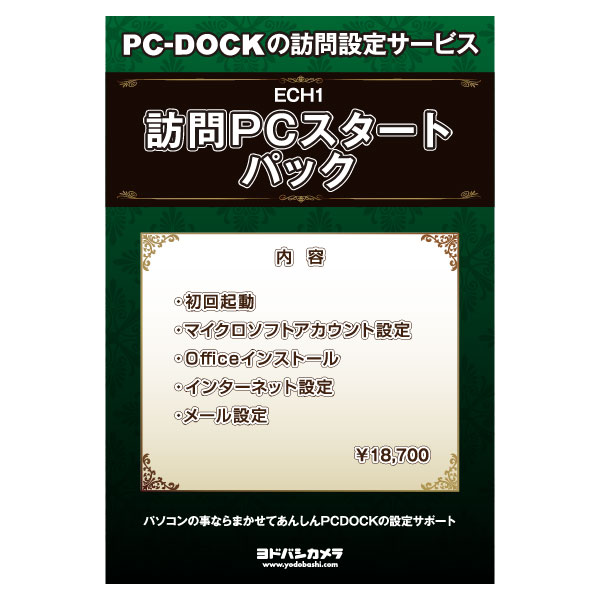 PC-DOCKの訪問設定サービス
ECH1
訪問PCスタート
パック
内 容
・初回起動
・マイクロソフトアカウント設定
・Officeインストール
・インターネット設定
・メール設定
¥18,700
パソコンの事ならまかせてあんしんPCDOCKの設定サポート
ヨドバシカメラ
www.yodobashi.com